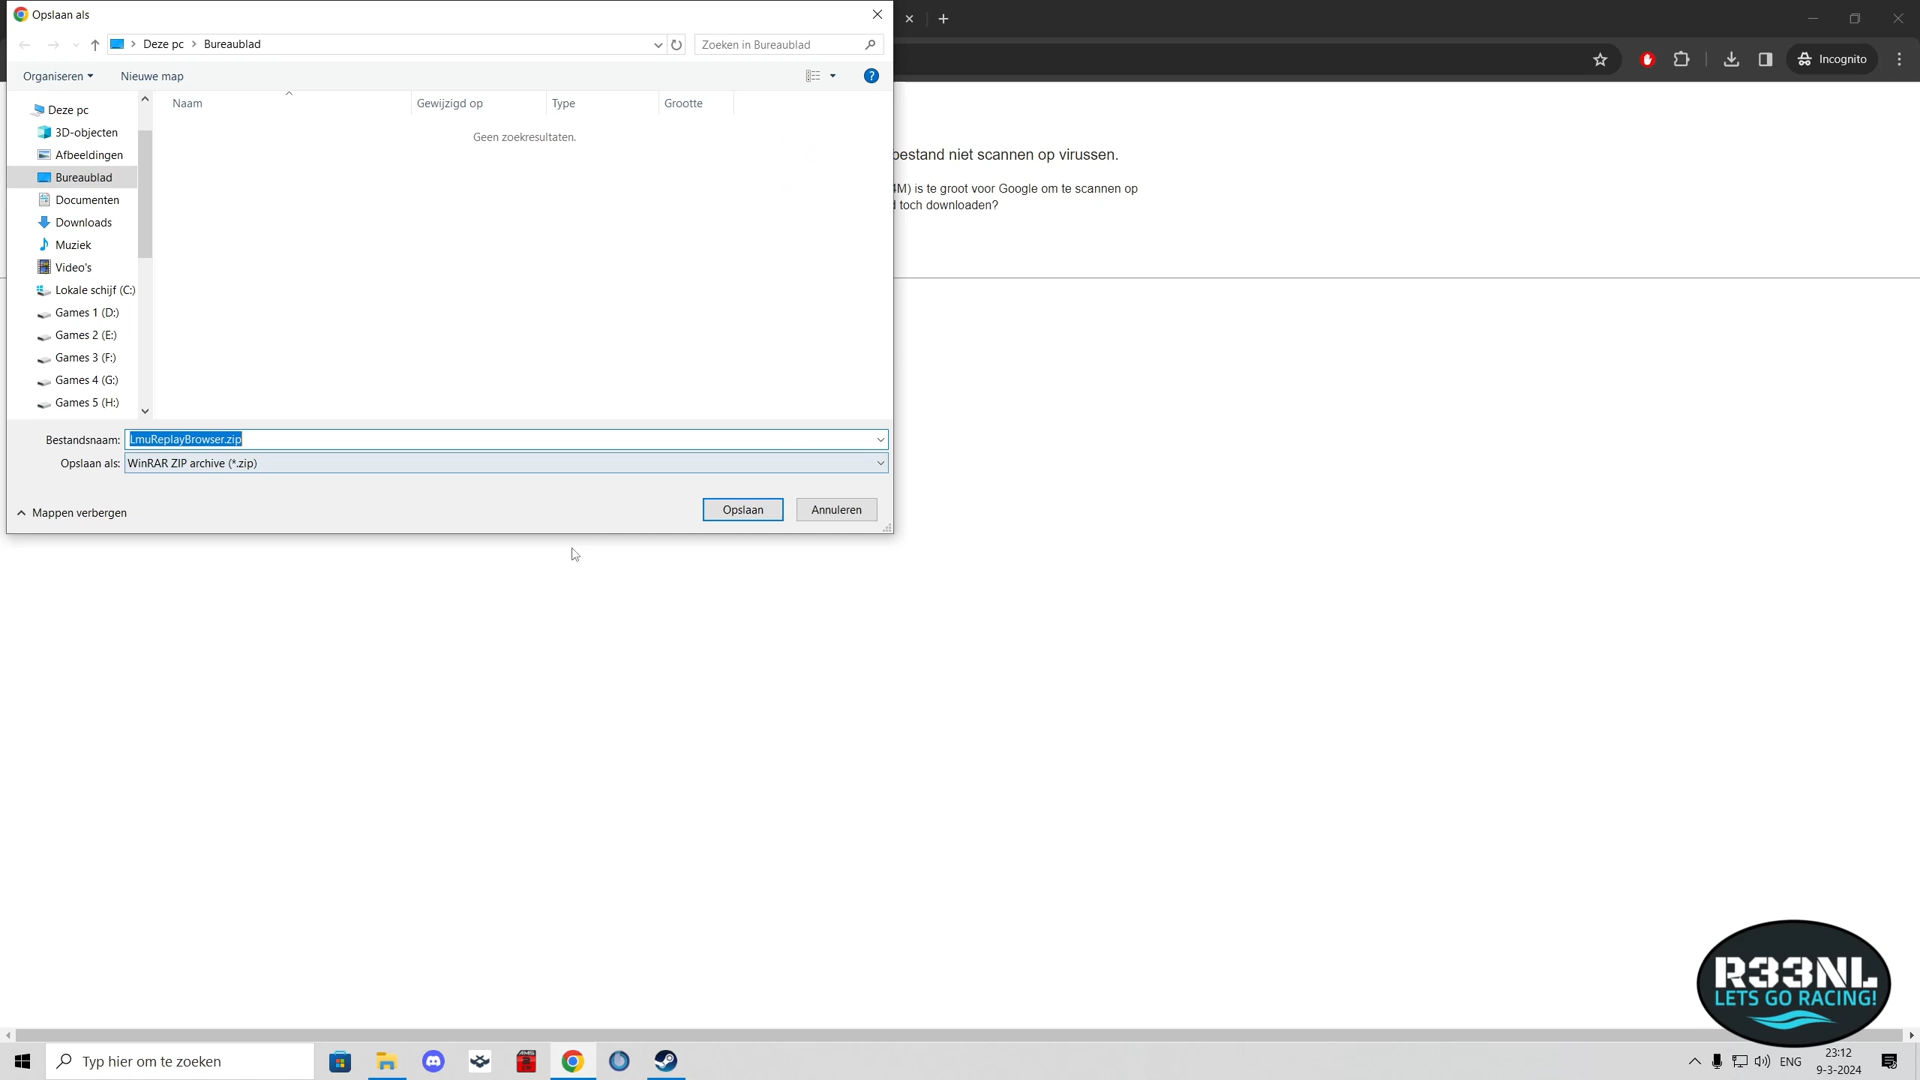 Opslaan als
Deze pc
Bureaublad
Zoeken in Bureaublad
Incognito
Organiseren
Nieuwe map
Naam
Gewijzigd op
Type
Grootte
Geen zoekresultaten.
Deze pc
3D-objecten
Afbeeldingen
Bureaublad
Documenten
Downloads
Muziek
Video's
Lokale schijf (C:)
Games 1 (D:)
Games 2 (E:)
Games 3 (F:)
Games 4 (G:)
Games 5 (H:)
bestand niet scannen op virussen.
M) is te groot voor Google om te scannen op
toch downloaden?
Bestandsnaam: LmuReplayBrowser.zip
Opslaan als: WinRAR ZIP archive (*.zip)
Mappen verbergen
Opslaan
Annuleren
R33NL
LETS GO RACING!
Typ hier om te zoeken
ENG
23:12
9-3-2024